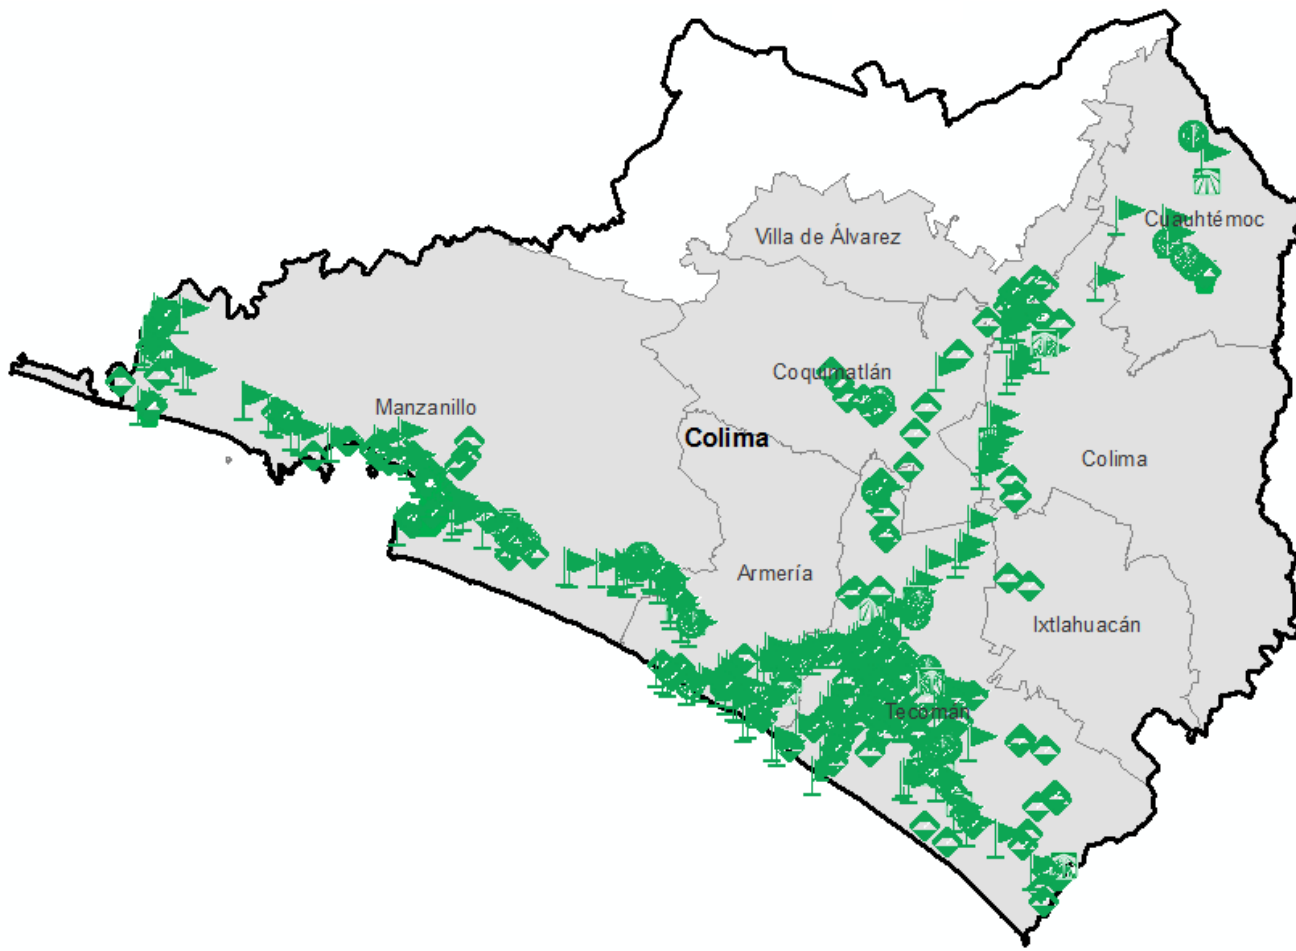 Cuauhtémoc
Villa de Álvarez
Coquimatlán
Manzanillo
Colima
Colima
Armería
Ixtlahuacán
Tecomán